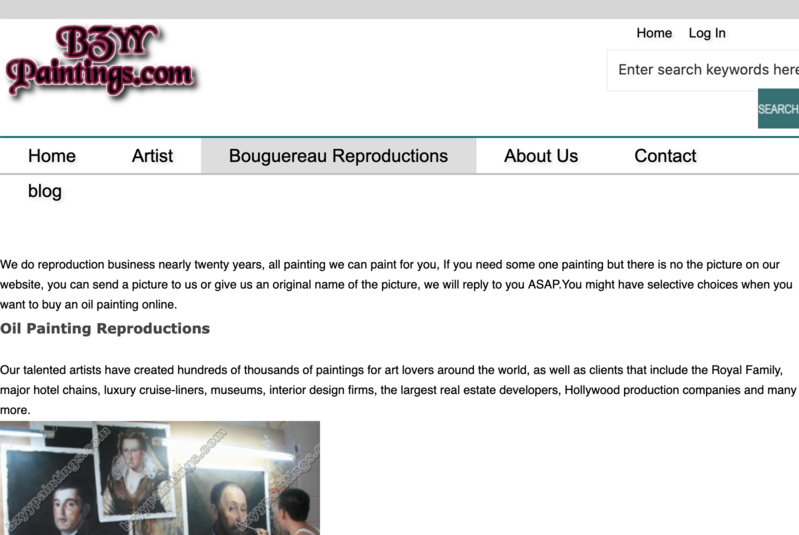 B3YY
Paintings.com
Home Log In
Enter search keywords here
SEARCH
Home Artist Bouguereau Reproductions About Us Contact
blog
We do reproduction business nearly twenty years, all painting we can paint for you, If you need some one painting but there is no the picture on our
website, you can send a picture to us or give us an original name of the picture, we will reply to you ASAP.You might have selective choices when you
want to buy an oil painting online.
Oil Painting Reproductions
Our talented artists have created hundreds of thousands of paintings for art lovers around the world, as well as clients that include the Royal Family,
major hotel chains, luxury cruise-liners, museums, interior design firms, the largest real estate developers, Hollywood production companies and many
more.
bzyypaintings.com
bzyypaintings.com